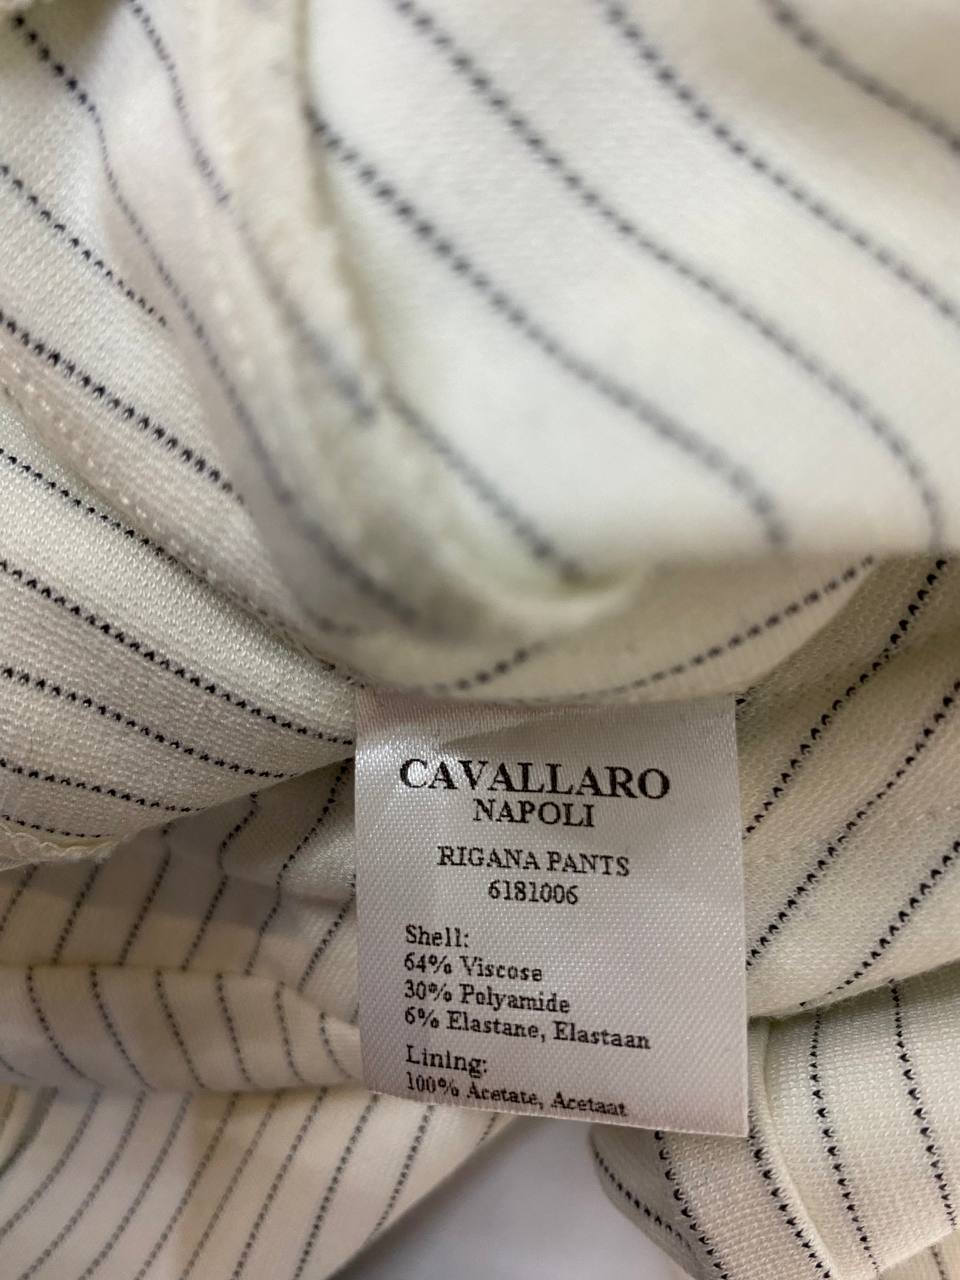 CAVALLARO
NAPOLI
RIGANA PANTS
6181006
Shell:
64% Viscose
30% Polyamide
6% Elastane, Elastaan
Lining:
100% Acetate, Acetaat